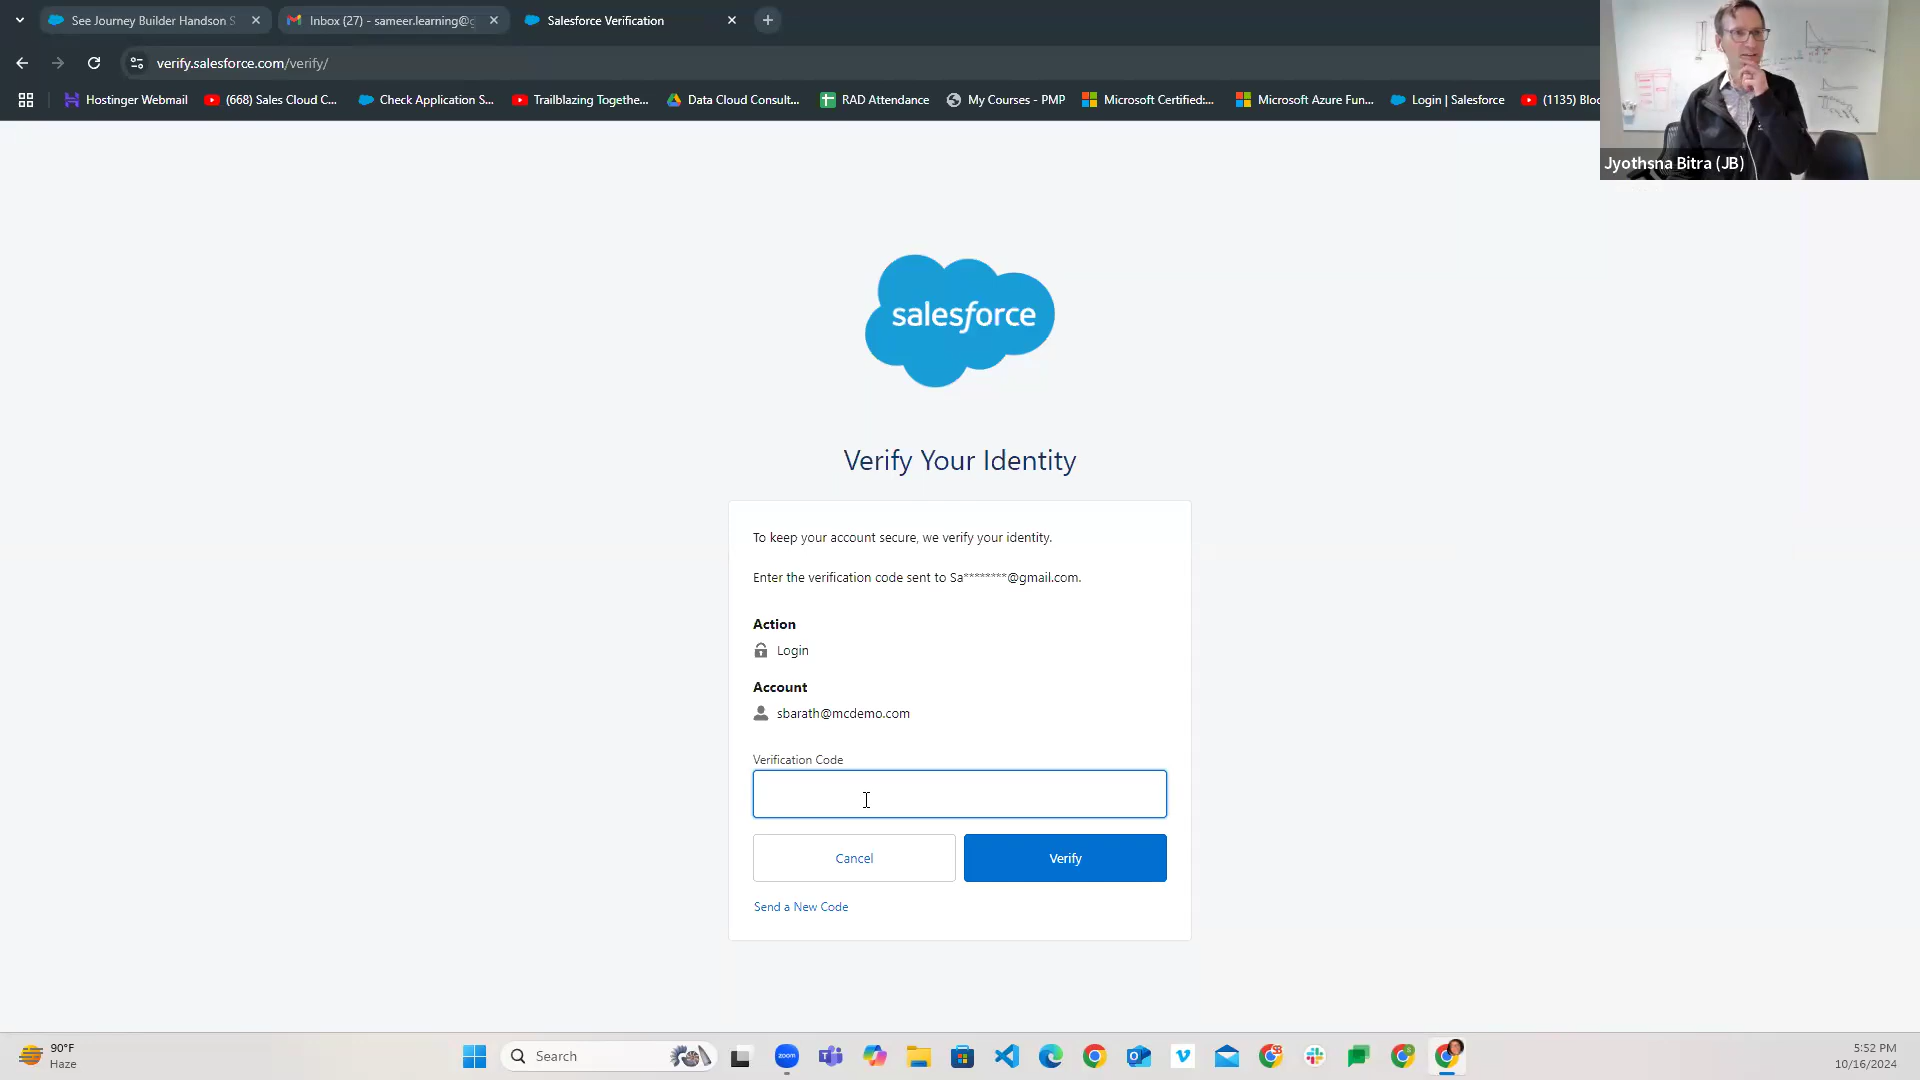 See Journey Builder Handson S
Inbox (27) - sameer.learning@g
Salesforce Verification
verify.salesforce.com/verify/
Hostinger Webmail
(668) Sales Cloud C...
Check Application S...
Trailblazing Togethe...
Data Cloud Consult...
RAD Attendance
My Courses - PMP
Microsoft Certified:...
Microsoft Azure Fun...
Login | Salesforce
(1135) Bloc
Jyothsna Bitra (JB)
salesforce
Verify Your Identity
To keep your account secure, we verify your identity.
Enter the verification code sent to Sa********@gmail.com.
Action
Login
Account
sbarath@mcdemo.com
Verification Code
Cancel
Verify
Send a New Code
90°F
Haze
Search
zoom
5:52 PM
10/16/2024